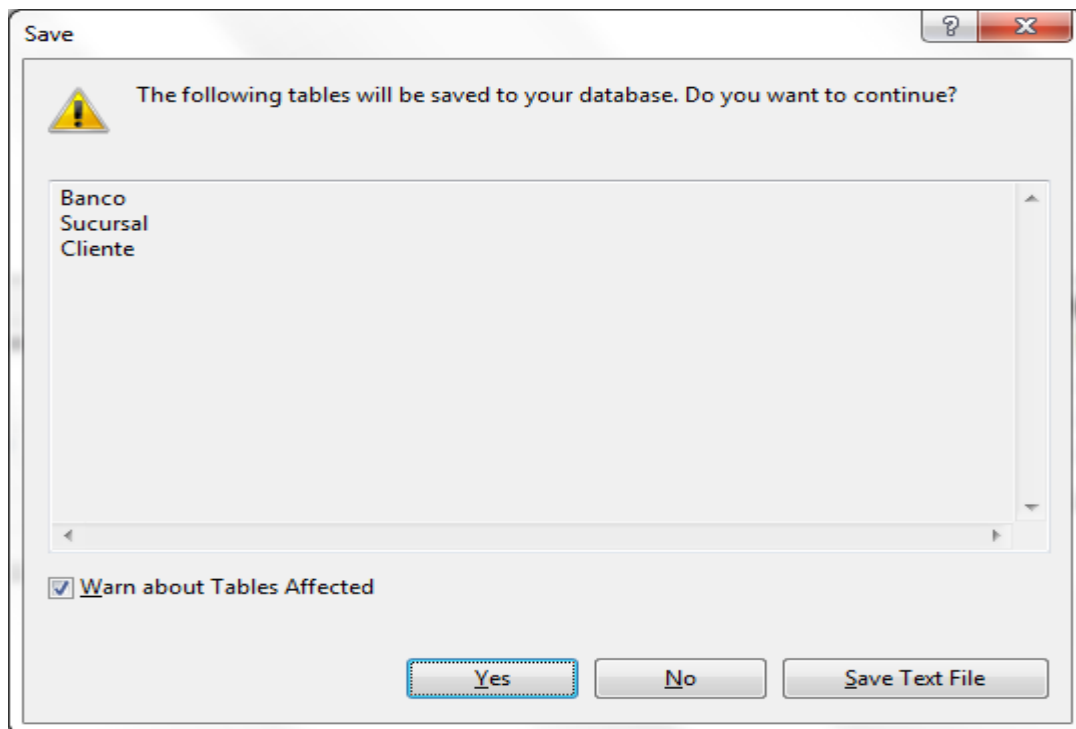 Save
The following tables will be saved to your database. Do you want to continue?
Banco
Sucursal
Cliente
Warn about Tables Affected
Yes No Save Text File